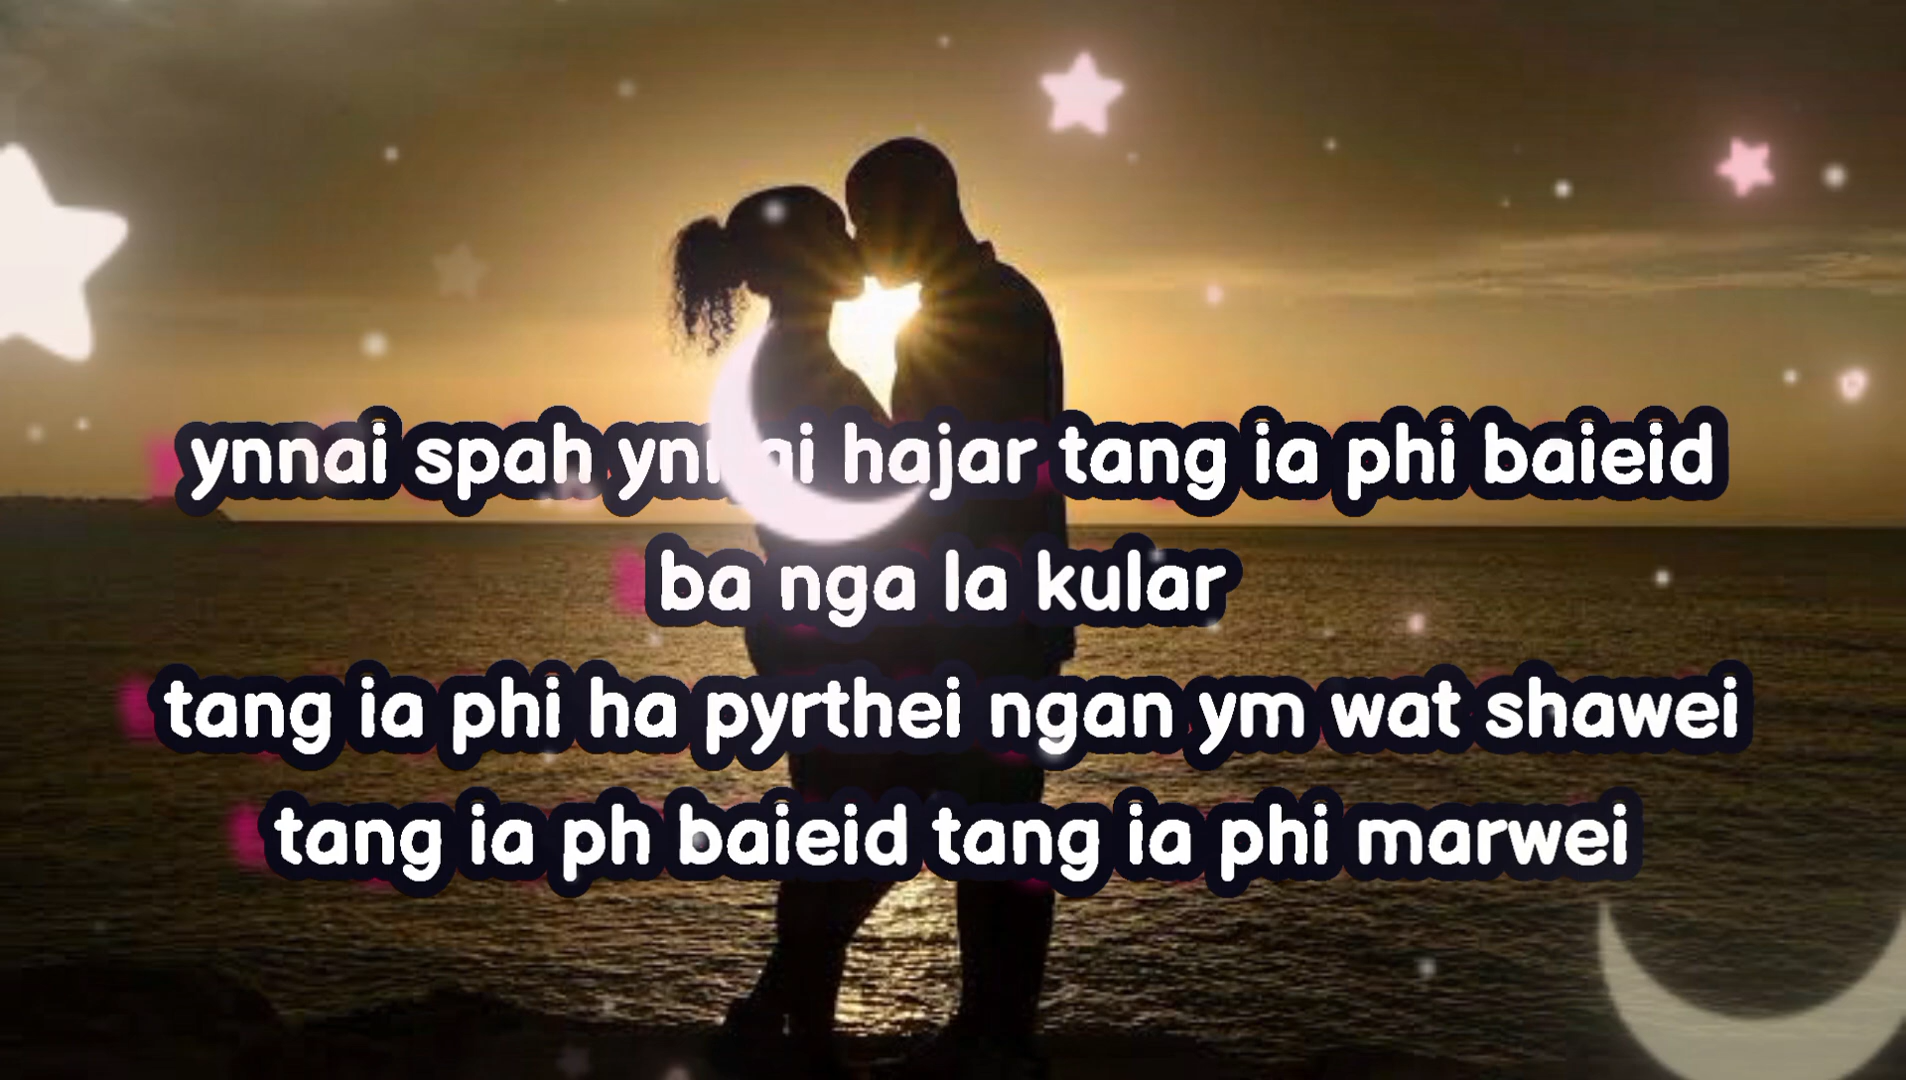 ynnai spah ynnai hajar tang ia phi baieid
ba nga la kular
tang ia phi ha pyrthei ngan ym wat shawei
tang ia ph baieid tang ia phi marwei